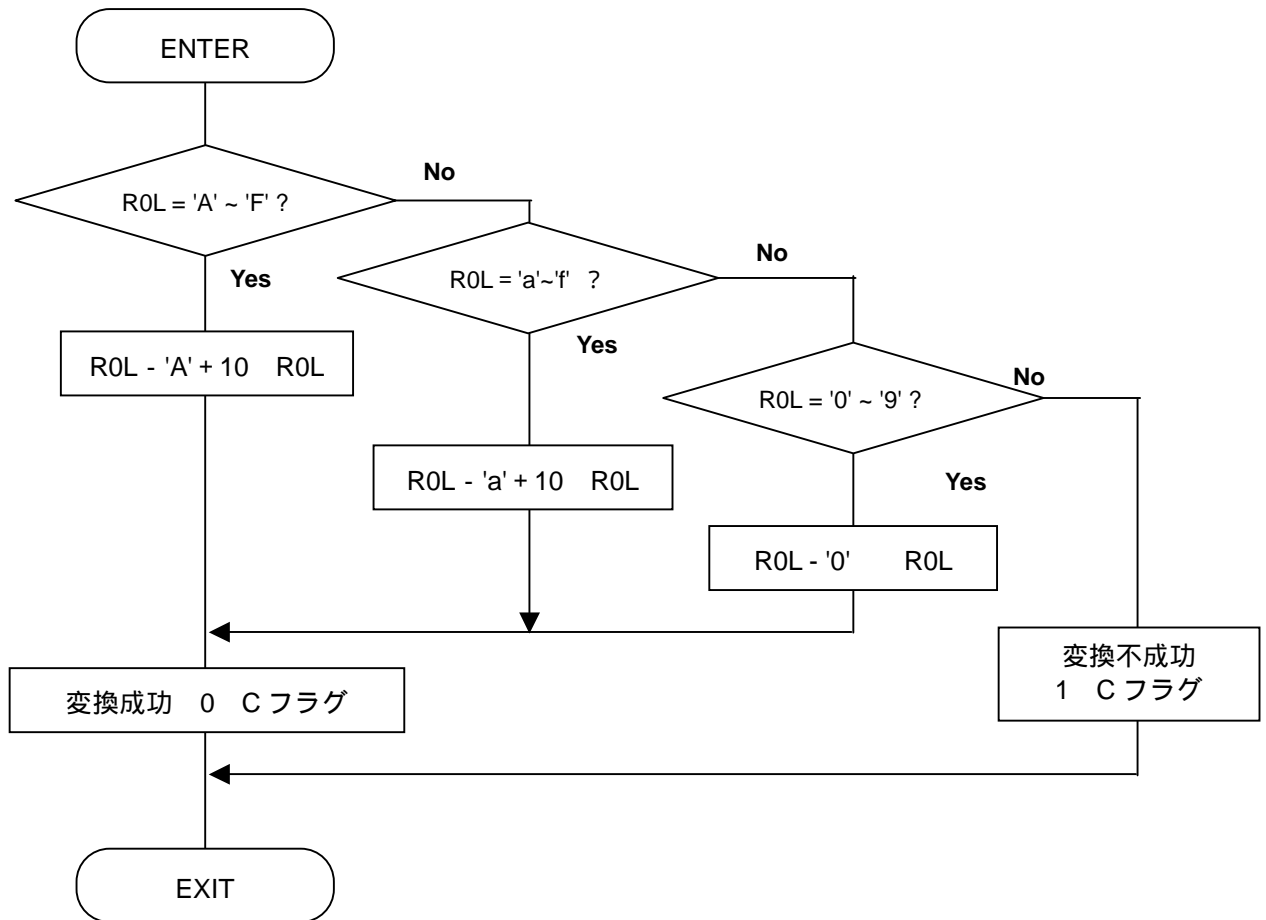 ENTER
R0L = 'A' ~ 'F' ?
No
Yes
R0L = 'a'~'f' ?
No
Yes
R0L - 'A' + 10 R0L
R0L = '0' ~ '9' ?
No
Yes
R0L - 'a' + 10 R0L
R0L - '0' R0L
変換不成功
1 C フラグ
変換成功 0 C フラグ
EXIT